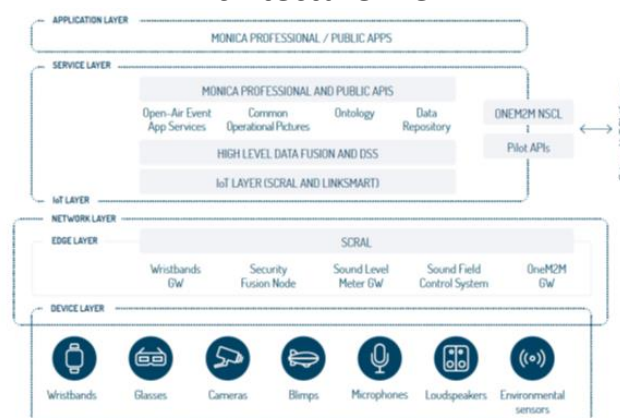 APPLICATION LAYER
MONICA PROFESSIONAL / PUBLIC APPS
SERVICE LAYER
MONICA PROFESSIONAL AND PUBLIC APIS
Open-Air Event
App Services
Common
Operational Pictures
Ontology
Data
Repository
ONEM2M NSCL
HIGH LEVEL DATA FUSION AND DSS
Pilot APIs
IoT LAYER (SCRAL AND LINKSMART)
IoT LAYER
NETWORK LAYER
EDGE LAYER
SCRAL
Wristbands
GW
Security
Fusion Node
Sound Level
Meter GW
Sound Field
Control System
OneM2M
GW
DEVICE LAYER
Wristbands
Glasses
Cameras
Blimps
Microphones
Loudspeakers
Environmental
sensors